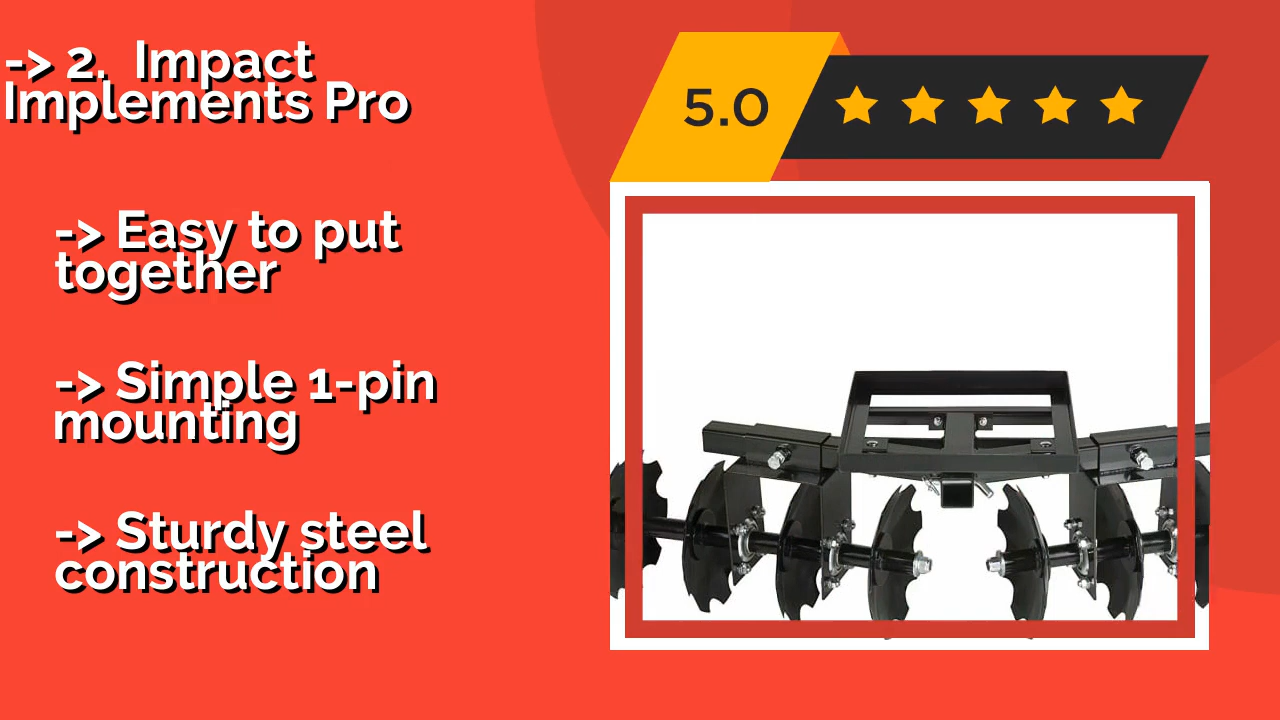 -> 2.  Impact
Implements Pro
5.0
-> Easy to put
together
-> Simple 1-pin
mounting
-> Sturdy steel
construction